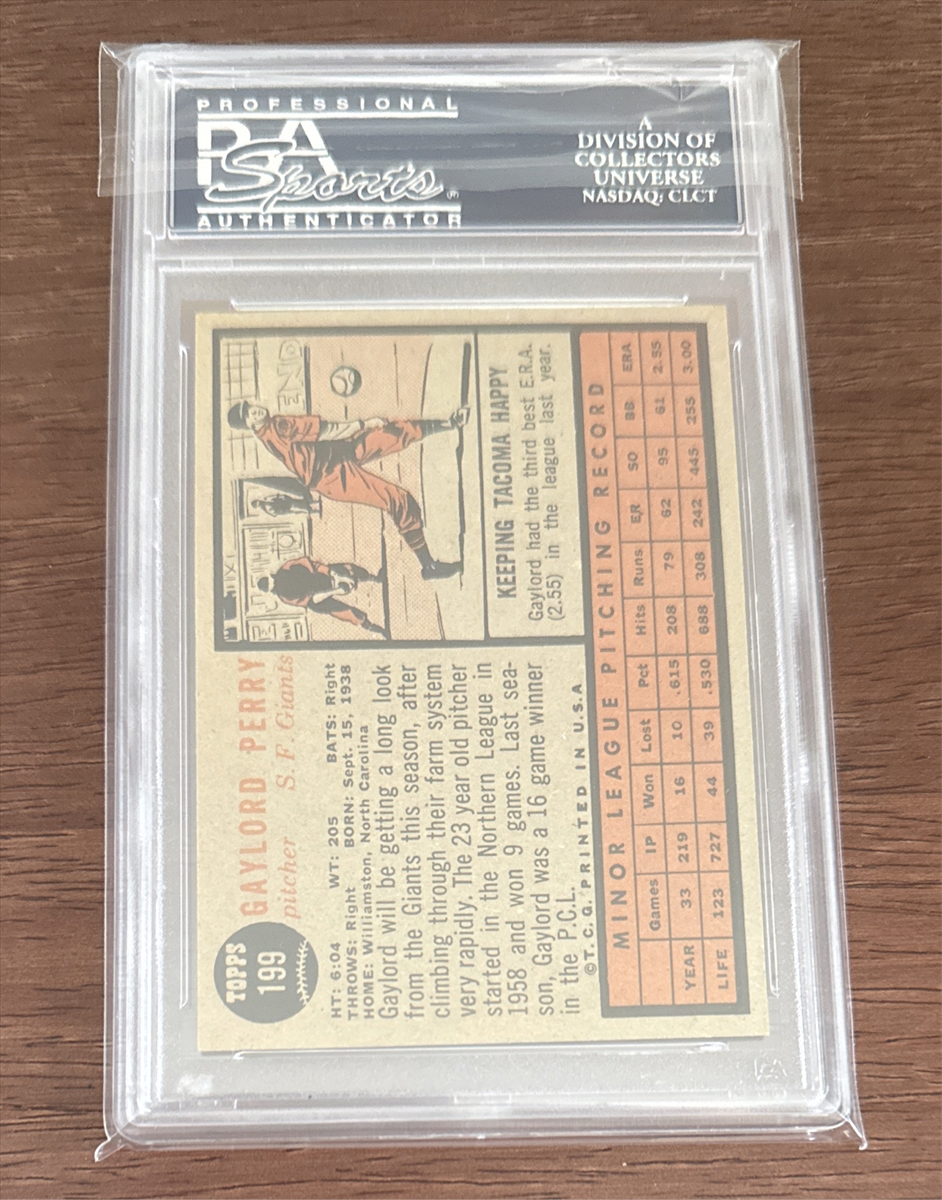 PROFESSIONAL
PSA
Sports
®
AUTHENTICATOR
A
DIVISION OF
COLLECTORS
UNIVERSE
NASDAQ: CLCT
TOPPS
199
GAYLORD PERRY
pitcher S. F. Giants
HT: 6:04 WT: 205 BATS: Right
THROWS: Right BORN: Sept. 15, 1938
HOME: Williamston, North Carolina
Gaylord will be getting a long look
from the Giants this season, after
climbing through their farm system
very rapidly. The 23 year old pitcher
started in the Northern League in
1958 and won 9 games. Last sea-
son, Gaylord was a 16 game winner
in the P.C.L.
©T. C. G. PRINTED IN U.S.A
KEEPING TACOMA HAPPY
Gaylord had the third best E.R.A.
(2.55) in the league last year.
MINOR LEAGUE PITCHING RECORD
Games IP Won Lost Pct Hits Runs ER SO BB ERA
YEAR 33 219 16 10 .615 208 79 62 95 61 2.55
LIFE 123 727 44 39 .530 688 308 242 445 255 3.00